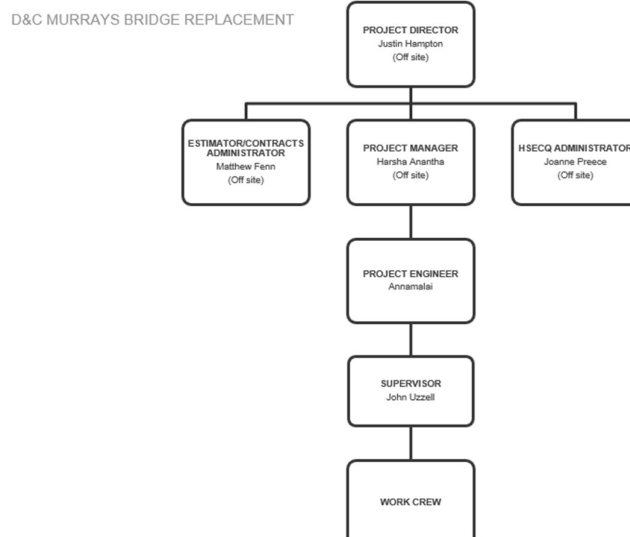 D&C MURRAYS BRIDGE REPLACEMENT
PROJECT DIRECTOR
Justin Hampton
(Off site)
ESTIMATOR/CONTRACTS
ADMINISTRATOR
Matthew Fenn
(Off site)
PROJECT MANAGER
Harsha Anantha
(Off site)
HSECQ ADMINISTRATOR
Joanne Preece
(Off site)
PROJECT ENGINEER
Annamalai
SUPERVISOR
John Uzzell
WORK CREW